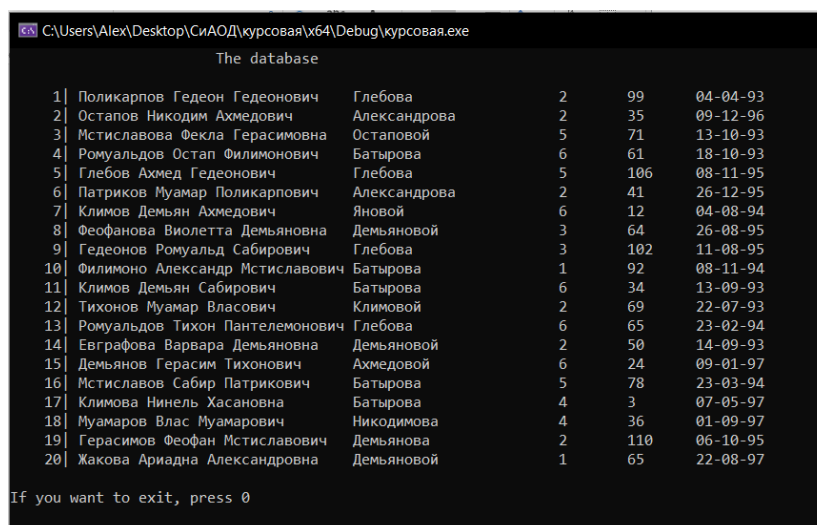 C:\Users\Alex\Desktop\СиАОД\курсовая\x64\Debug\курсовая.exe
The database
1| Поликарпов Гедеон Гедеонович Глебова 2 99 04-04-93
2| Остапов Никодим Ахмедович Александрова 2 35 09-12-96
3| Мстиславова Фекла Герасимовна Остаповой 5 71 13-10-93
4| Ромуальдов Остап Филимонович Батырова 6 61 18-10-93
5| Глебов Ахмед Гедеонович Глебова 5 106 08-11-95
6| Патриков Муамар Поликарпович Александрова 2 41 26-12-95
7| Климов Демьян Ахмедович Яновой 6 12 04-08-94
8| Феофанова Виолетта Демьяновна Демьяновой 3 64 26-08-95
9| Гедеонов Ромуальд Сабирович Глебова 3 102 11-08-95
10| Филимоно Александр Мстиславович Батырова 1 92 08-11-94
11| Климов Демьян Сабирович Батырова 6 34 13-09-93
12| Тихонов Муамар Власович Климовой 2 69 22-07-93
13| Ромуальдов Тихон Пантелемонович Глебова 6 65 23-02-94
14| Евграфова Варвара Демьяновна Демьяновой 2 50 14-09-93
15| Демьянов Герасим Тихонович Ахмедовой 6 24 09-01-97
16| Мстиславов Сабир Патрикович Батырова 5 78 23-03-94
17| Климова Нинель Хасановна Батырова 4 3 07-05-97
18| Муамаров Влас Муамарович Никодимова 4 36 01-09-97
19| Герасимов Феофан Мстиславович Демьянова 2 110 06-10-95
20| Жакова Ариадна Александровна Демьяновой 1 65 22-08-97
If you want to exit, press 0